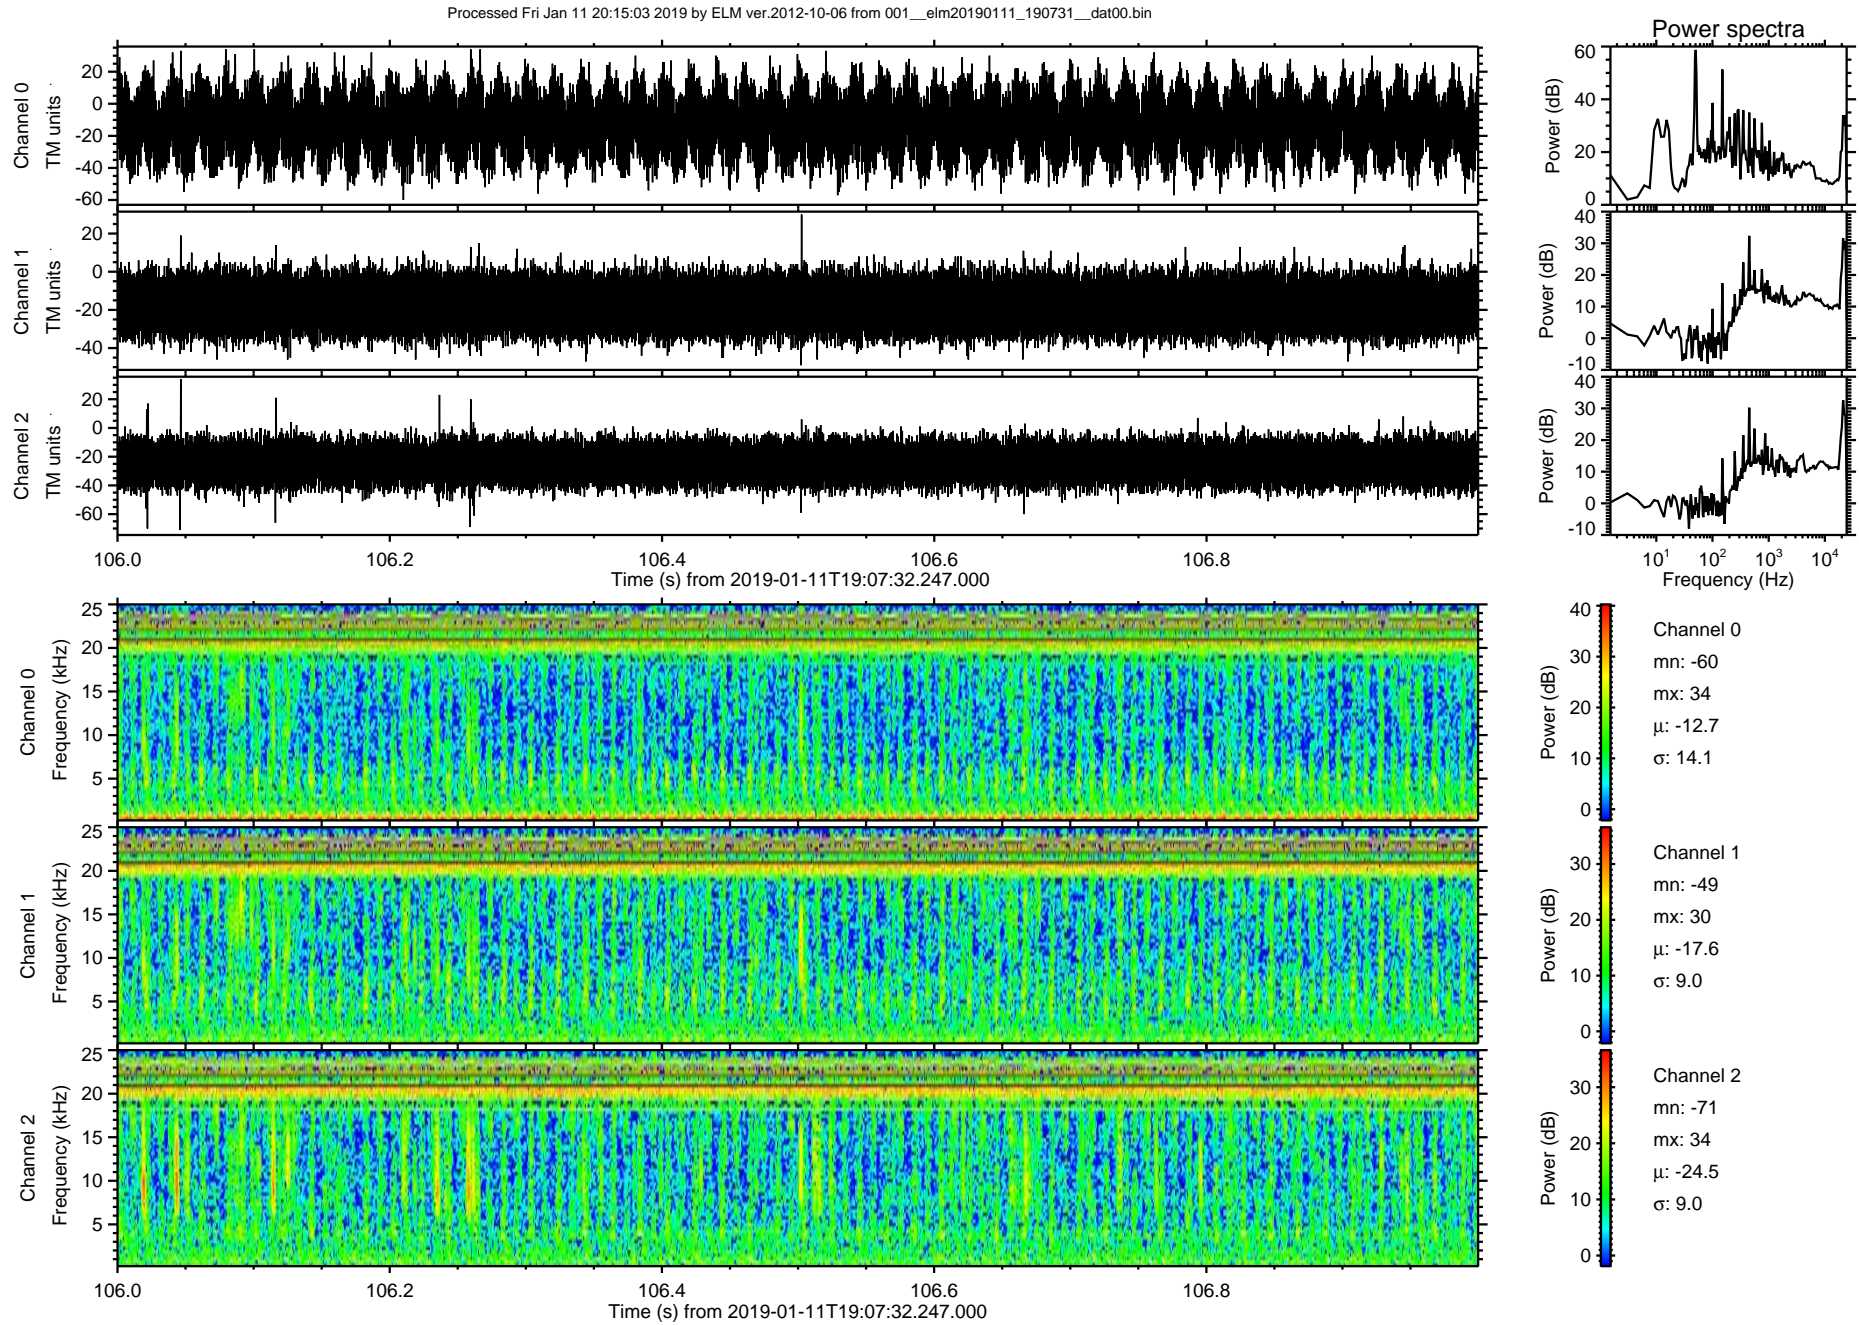 Processed Fri Jan 11 20:15:03 2019 by ELM ver.2012-10-06 from 001__elm20190111_190731__dat00.bin
Power spectra
Channel 0
TM units
20
0
-20
-40
-60
Power (dB)
60
40
20
0
Channel 1
TM units
20
0
-20
-40
Power (dB)
40
30
20
10
0
-10
Channel 2
TM units
20
0
-20
-40
-60
Power (dB)
40
30
20
10
0
-10
106.0 106.2 106.4 106.6 106.8
Time (s) from 2019-01-11T19:07:32.247.000
10^1 10^2 10^3 10^4
Frequency (Hz)
Channel 0
Frequency (kHz)
25
20
15
10
5
Power (dB)
40
30
20
10
0
Channel 0
mn: -60
mx: 34
μ: -12.7
σ: 14.1
Channel 1
Frequency (kHz)
25
20
15
10
5
Power (dB)
30
20
10
0
Channel 1
mn: -49
mx: 30
μ: -17.6
σ: 9.0
Channel 2
Frequency (kHz)
25
20
15
10
5
Power (dB)
30
20
10
0
Channel 2
mn: -71
mx: 34
μ: -24.5
σ: 9.0
106.0 106.2 106.4 106.6 106.8
Time (s) from 2019-01-11T19:07:32.247.000